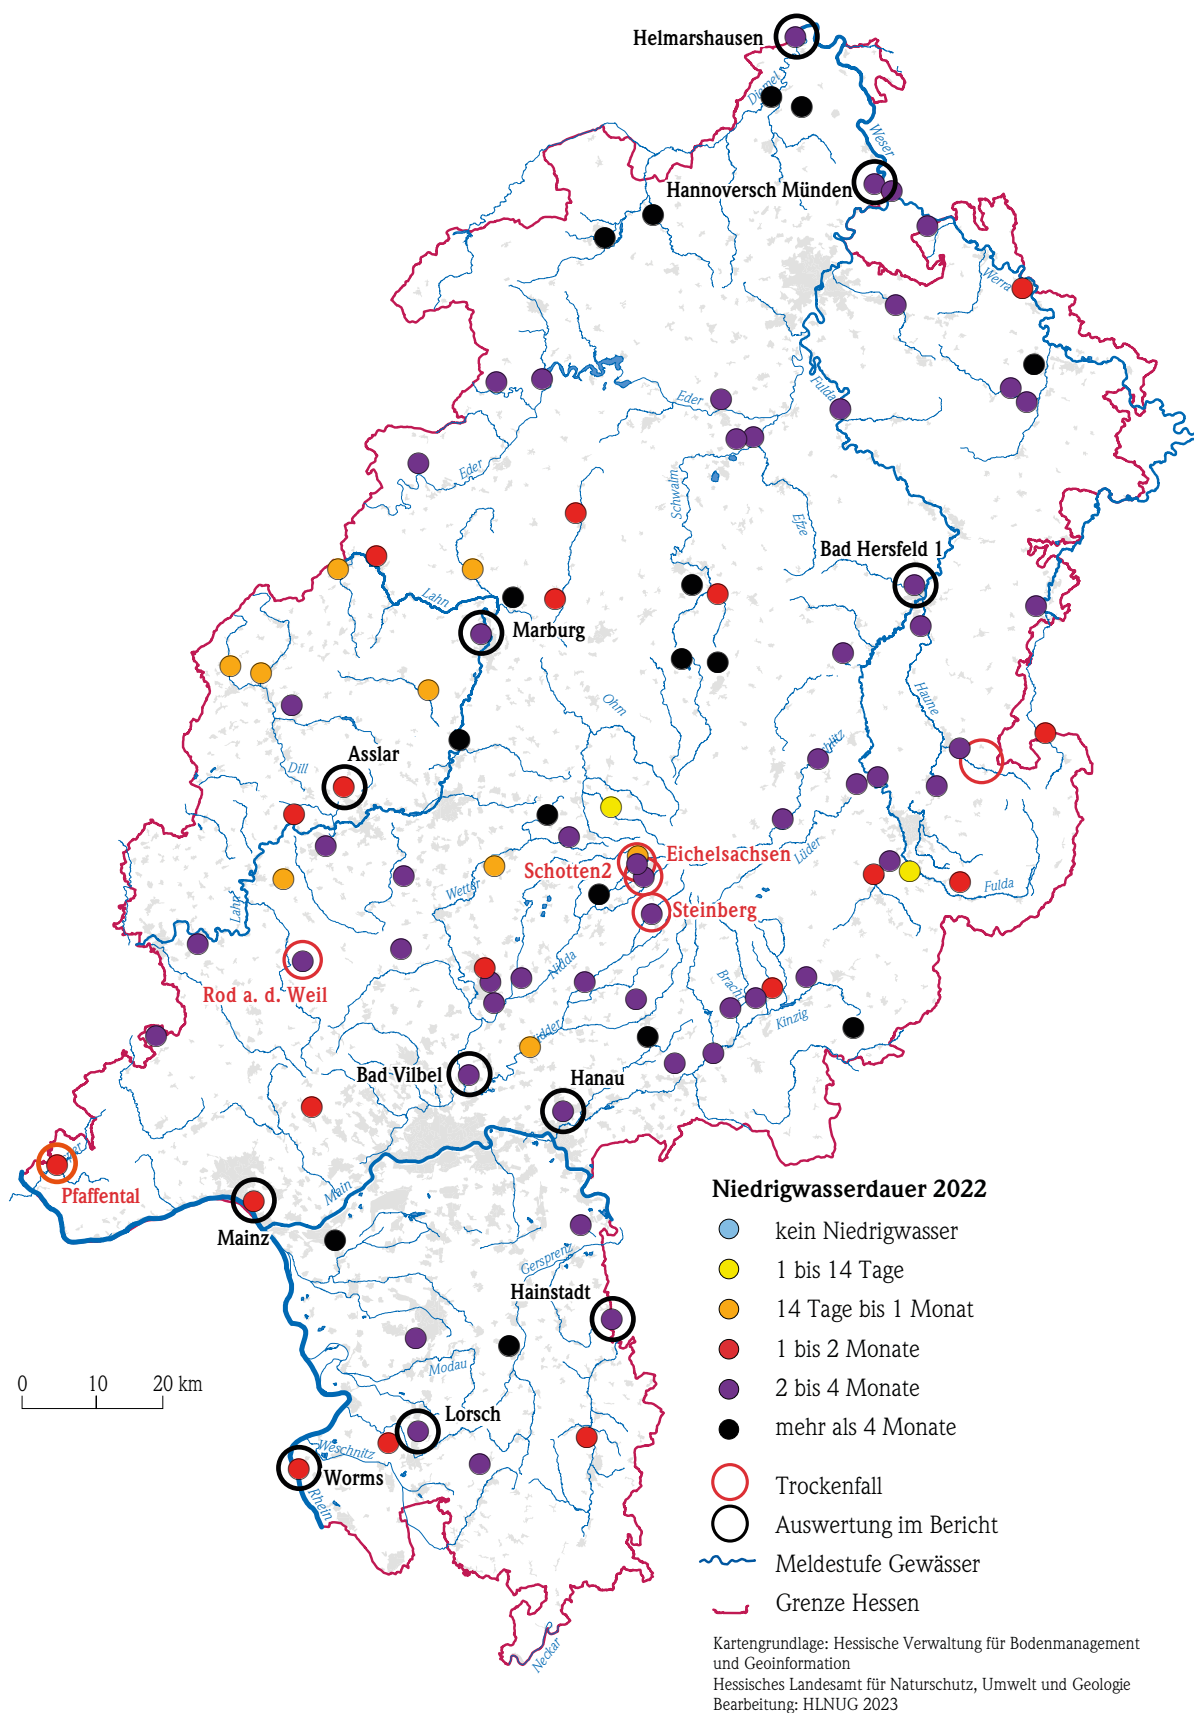 Helmarshausen
Diemel
Weser
Hannoversch Münden
Werra
Eder
Fulda
Eder
Schwalm
Efze
Bad Hersfeld 1
Lahn
Marburg
Ohm
Haune
Asslar
Dill
Eichelsachsen
Schotten2
Lüder
Wetter
Fulda
Lahn
Steinberg
Nidda
Rod a. d. Weil
Bracht
Kinzig
Bad Vilbel
Hanau
Pfaffental
Main
Mainz
Niedrigwasserdauer 2022
kein Niedrigwasser
1 bis 14 Tage
14 Tage bis 1 Monat
1 bis 2 Monate
2 bis 4 Monate
mehr als 4 Monate
Trockenfall
Auswertung im Bericht
Meldestufe Gewässer
Grenze Hessen
Gersprenz
Hainstadt
Modau
0 10 20 km
Lorsch
Weschnitz
Worms
Rhein
Neckar
Kartengrundlage: Hessische Verwaltung für Bodenmanagement
und Geoinformation
Hessisches Landesamt für Naturschutz, Umwelt und Geologie
Bearbeitung: HLNUG 2023